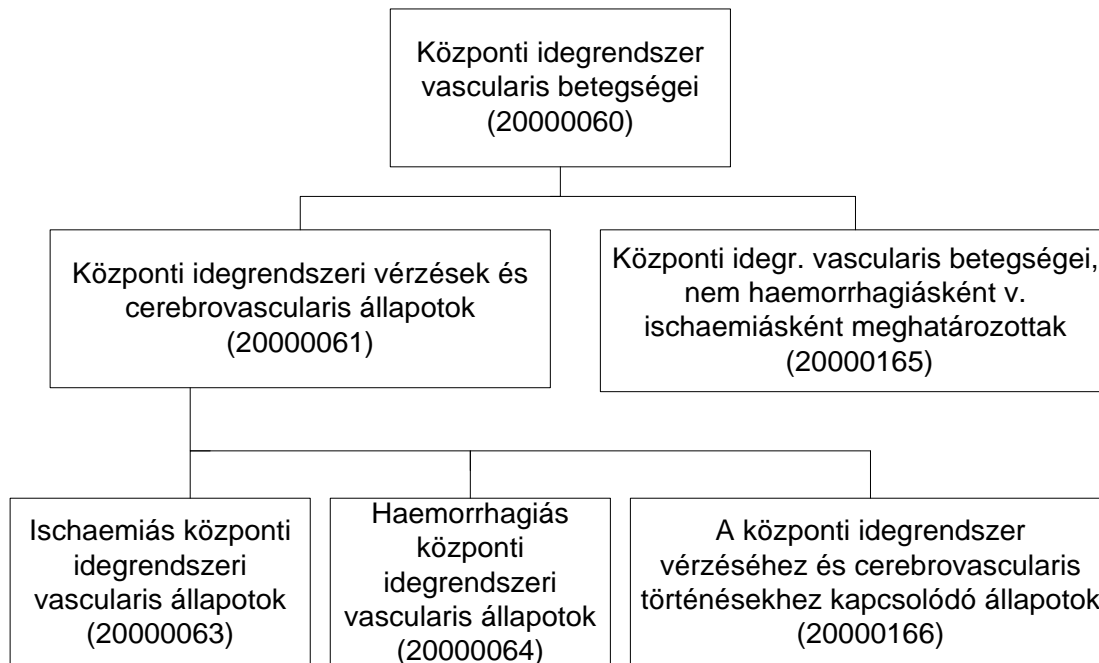 Központi idegrendszer
vascularis betegségei
(20000060)
Központi idegrendszeri vérzések és
cerebrovascularis állapotok
(20000061)
Központi idegr. vascularis betegségei,
nem haemorrhagiásként v.
ischaemiásként meghatározottak
(20000165)
Ischaemiás központi
idegrendszeri
vascularis állapotok
(20000063)
Haemorrhagiás
központi
idegrendszeri
vascularis állapotok
(20000064)
A központi idegrendszer
vérzéséhez és cerebrovascularis
történésekhez kapcsolódó állapotok
(20000166)